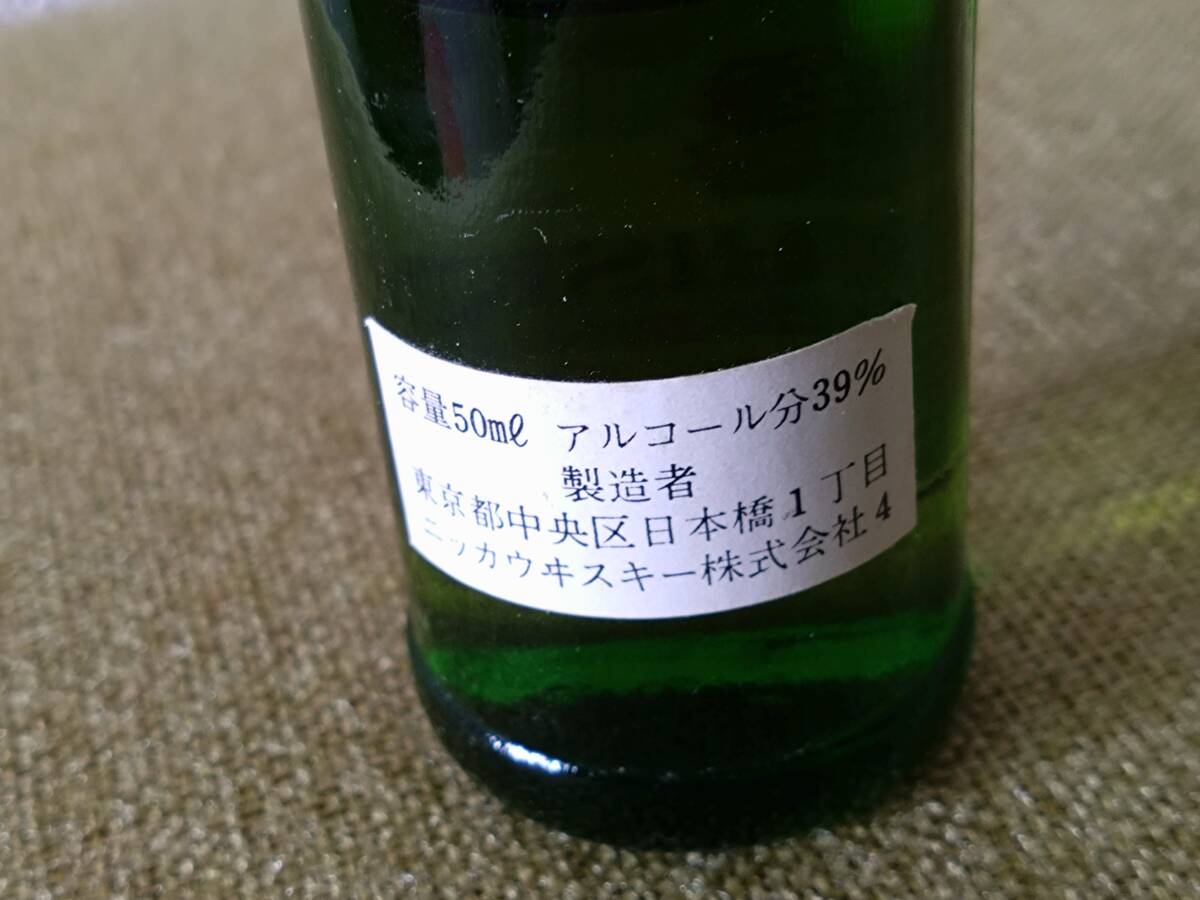 容量50mℓ アルコール分39%
製造者
東京都中央区日本橋1丁目
ニッカウヰスキー株式会社4